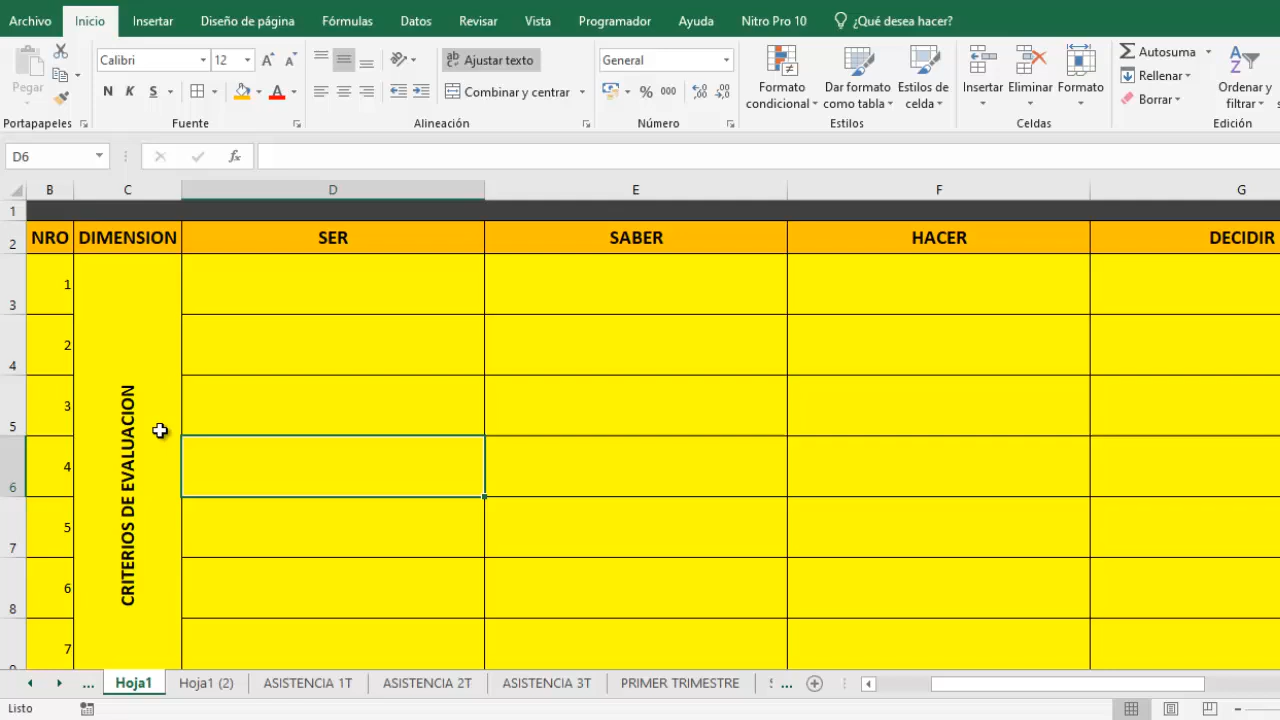 Archivo Inicio Insertar Diseño de página Fórmulas Datos Revisar Vista Programador Ayuda Nitro Pro 10 ¿Qué desea hacer?
Pegar
Calibri 12
N K S
Ajustar texto
Combinar y centrar
General
% 000
Formato condicional
Dar formato como tabla
Estilos de celda
Insertar Eliminar Formato
Autosuma
Rellenar
Borrar
Ordenar y filtrar
Portapapeles Fuente Alineación Número Estilos Celdas Edición
D6 fx
B C D E F G
1
2 NRO DIMENSION SER SABER HACER DECIDIR
3 1
4 2
5 3
6 4
7 5
8 6
7
CRITERIOS DE EVALUACION
... Hoja1 Hoja1 (2) ASISTENCIA 1T ASISTENCIA 2T ASISTENCIA 3T PRIMER TRIMESTRE ...
Listo